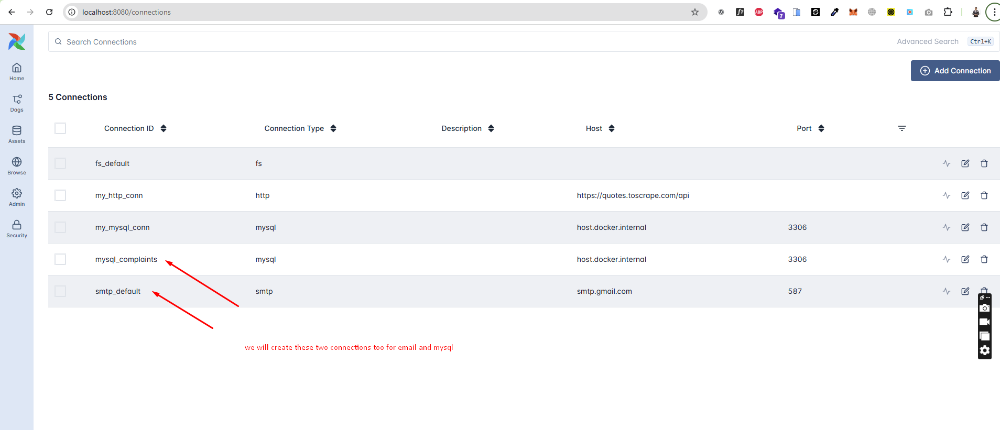 localhost:8080/connections
7
Search Connections
Advanced Search
Ctrl+K
Home
Add Connection
5 Connections
Dags
Connection ID
Connection Type
Description
Host
Port
Assets
fs_default
fs
Browse
my_http_conn
http
https://quotes.toscrape.com/api
Admin
my_mysql_conn
mysql
host.docker.internal
3306
Security
mysql_complaints
mysql
host.docker.internal
3306
smtp_default
smtp
smtp.gmail.com
587
we will create these two connections too for email and mysql